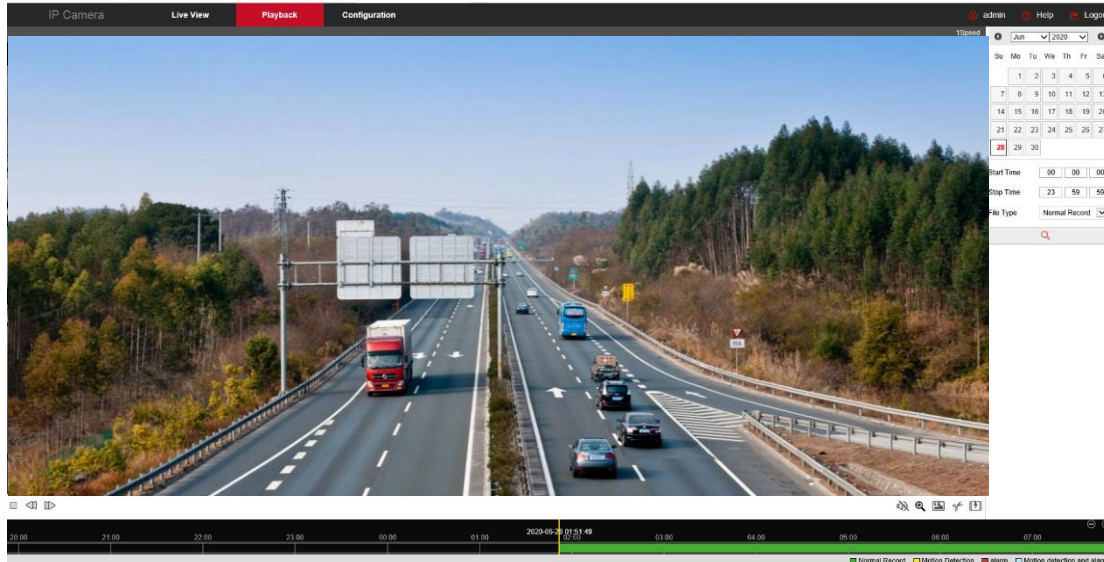 IP Camera Live View Playback Configuration admin Help
1Speed
Jun 2020
Su Mo Tu We Th Fr
1 2 3 4 5
7 8 9 10 11 12
14 15 16 17 18 19
21 22 23 24 25 26
28 29 30
Start Time 00 00 00
Stop Time 23 59 59
File Type Normal Record
150
2020-06-28 01:51:49
20:00 21:00 22:00 23:00 00:00 01:00 02:00 03:00 04:00 05:00 06:00 07:00
Normal Record Motion Detection alarm Motion detection and alarm